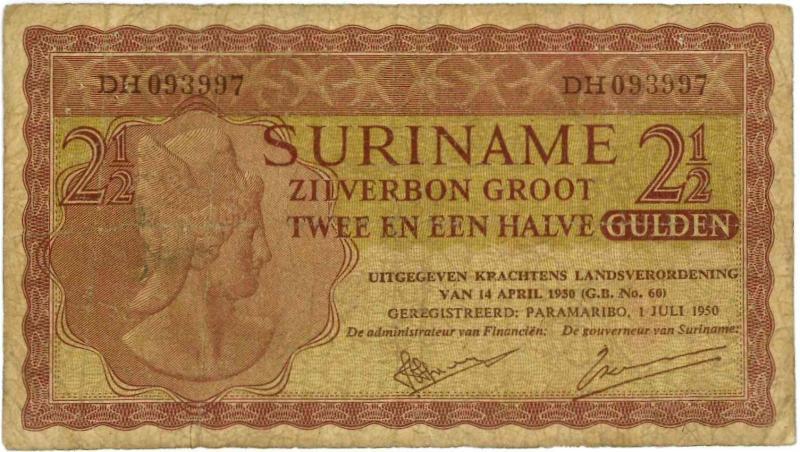 DH 093997 DH 093997
2½ SURINAME 2½
ZILVERBON GROOT
TWEE EN EEN HALVE GULDEN
UITGEGEVEN KRACHTENS LANDSVERORDENING
VAN 14 APRIL 1950 (G.B. No. 60)
GEREGISTREERD: PARAMARIBO, 1 JULI 1950
De administrateur van Financiën: De gouverneur van Suriname: